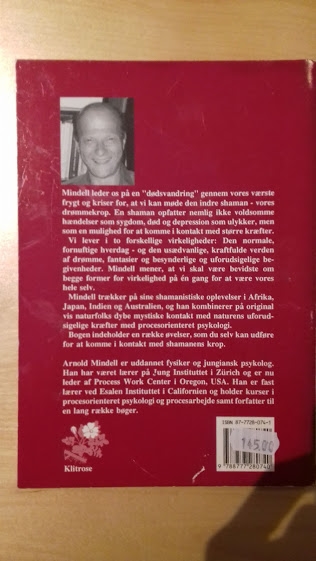 Mindell leder os på en "dødsvandring" gennem vores værste
frygt og kriser for, at vi kan møde den indre shaman - vores
drømmekrop. En shaman opfatter nemlig ikke voldsomme
hændelser som sygdom, død og depression som ulykker, men
som en mulighed for at komme i kontakt med større kræfter.
Vi lever i to forskellige virkeligheder: Den normale,
fornuftige hverdag - og den usædvanlige, kraftfulde verden
af drømme, fantasier og besynderlige og uforudsigelige be-
givenheder. Mindell mener, at vi skal være bevidste om
begge former for virkelighed på én gang for at være vores
hele selv.
Mindell trækker på sine shamanistiske oplevelser i Afrika,
Japan, Indien og Australien, og han kombinerer på original
vis naturfolks dybe mystiske kontakt med naturens uforud-
sigelige kræfter med procesorienteret psykologi.
Bogen indeholder en række øvelser, som du selv kan udføre
for at komme i kontakt med shamanens krop.
Arnold Mindell er uddannet fysiker og jungiansk psykolog.
Han har været lærer på Jung Instituttet i Zürich og er nu
leder af Process Work Center i Oregon, USA. Han er fast
lærer ved Esalen Instituttet i Californien og holder kurser i
procesorienteret psykologi og procesarbejde samt forfatter til
en lang række bøger.
Klitrose
ISBN 87-7728-074-1
145,00
9 788777 280740